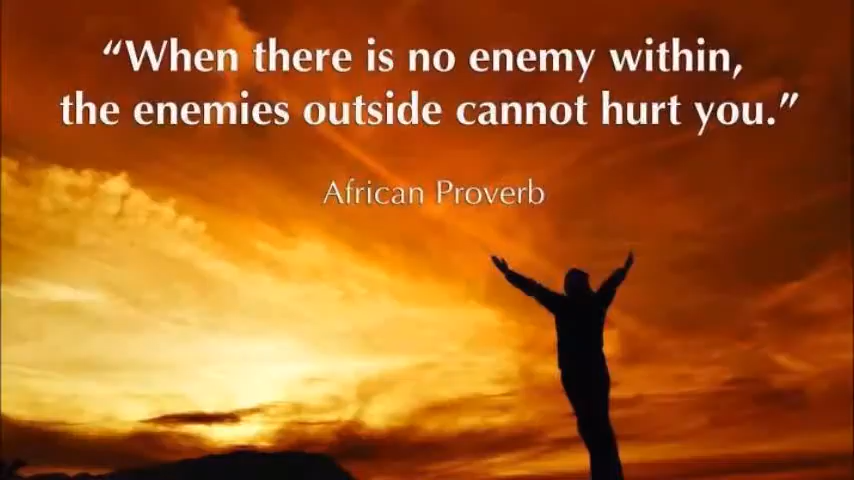 “When there is no enemy within,
the enemies outside cannot hurt you.”
African Proverb